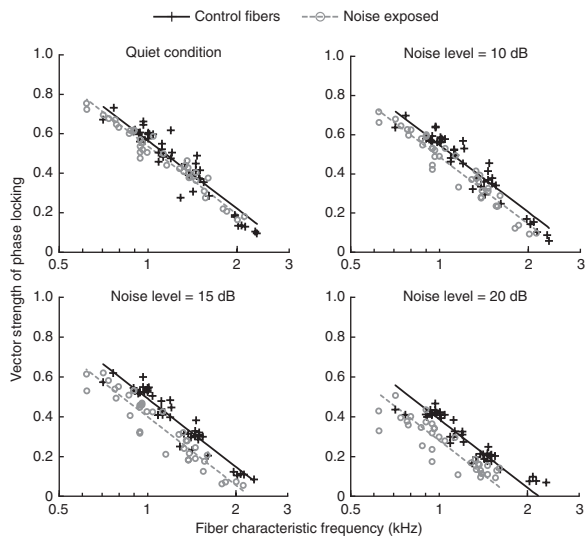 Control fibers Noise exposed
Quiet condition
Noise level = 10 dB
1.0
0.8
0.6
0.4
0.2
0
0.5 1 2 3
1.0
0.8
0.6
0.4
0.2
0
0.5 1 2 3
Noise level = 15 dB
Noise level = 20 dB
1.0
0.8
0.6
0.4
0.2
0
0.5 1 2 3
1.0
0.8
0.6
0.4
0.2
0
0.5 1 2 3
Vector strength of phase locking
Fiber characteristic frequency (kHz)